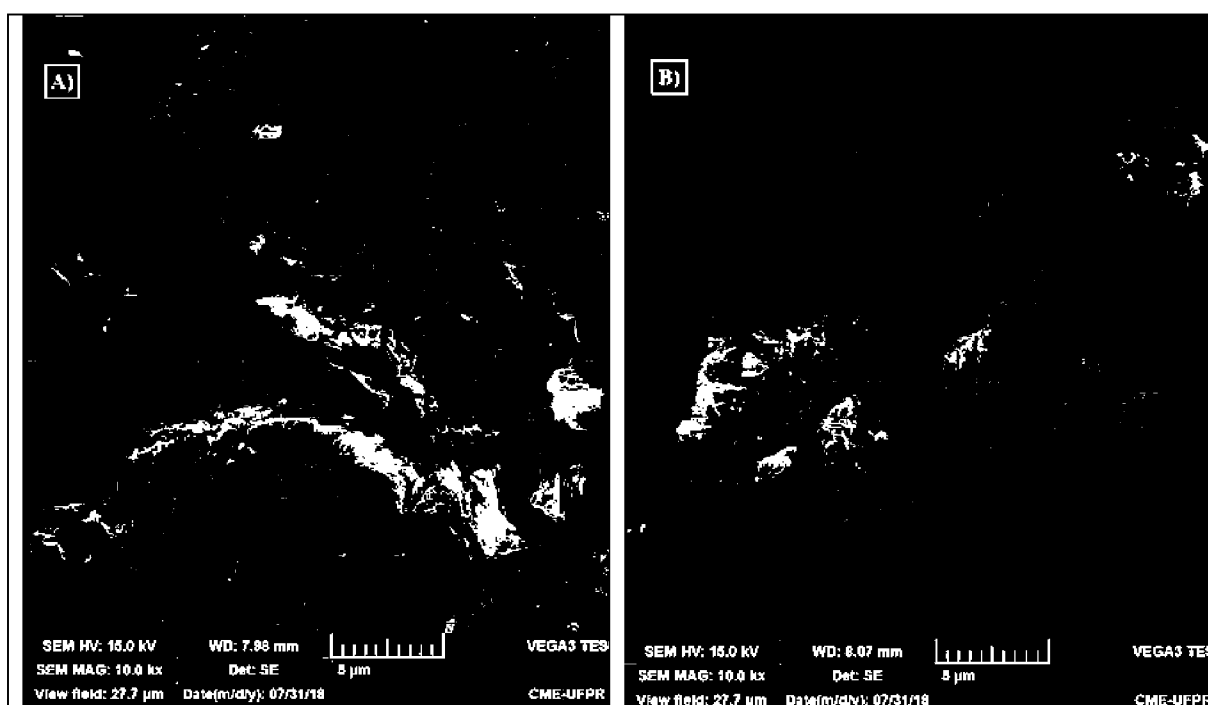 A)
SEM HV: 15.0 kV WD: 7.98 mm VEGA3 TES
SEM MAG: 10.0 kx Det: SE 5 µm
View field: 27.7 µm Date(m/d/y): 07/31/18 CME-UFPR
B)
SEM HV: 15.0 kV WD: 8.07 mm VEGA3 TES
SEM MAG: 10.0 kx Det: SE 5 µm
View field: 27.7 µm Date(m/d/y): 07/31/18 CME-UFPR